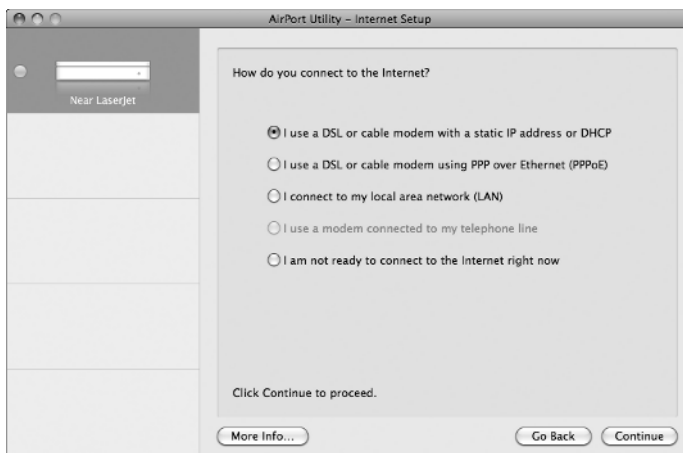 AirPort Utility – Internet Setup
Near LaserJet
How do you connect to the Internet?
I use a DSL or cable modem with a static IP address or DHCP
I use a DSL or cable modem using PPP over Ethernet (PPPoE)
I connect to my local area network (LAN)
I use a modem connected to my telephone line
I am not ready to connect to the Internet right now
Click Continue to proceed.
More Info...
Go Back
Continue